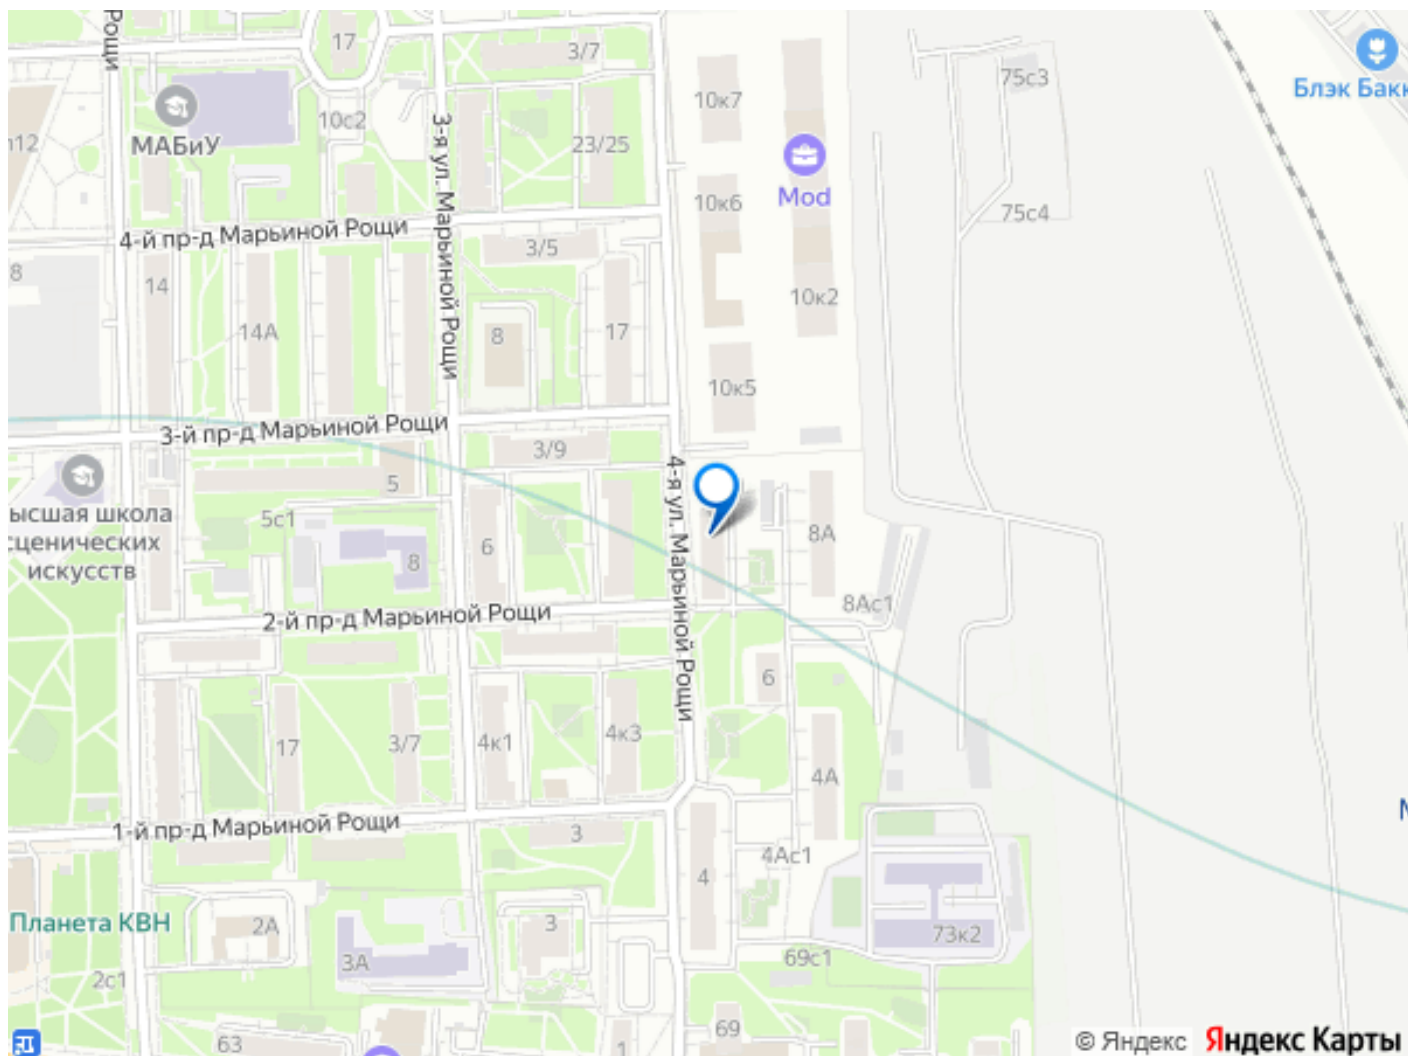 Рощи
17
3/7
75с3
Блэк Бакк
10к7
10с2
23/25
МАБиУ
3-я ул. Марьиной Рощи
Mod
10к6
75с4
4-й пр-д Марьиной Рощи
3/5
8
14
10к2
14А
8
17
10к5
3-й пр-д Марьиной Рощи
3/9
4-я ул. Марьиной Рощи
5
ысшая школа
сценических
искусств
5с1
6
8А
8
8Ас1
2-й пр-д Марьиной Рощи
6
17
3/7
4к1
4к3
4А
1-й пр-д Марьиной Рощи
3
4Ас1
4
Планета КВН
2А
3
73к2
3А
69с1
2с1
69
63
1
© Яндекс Яндекс Карты